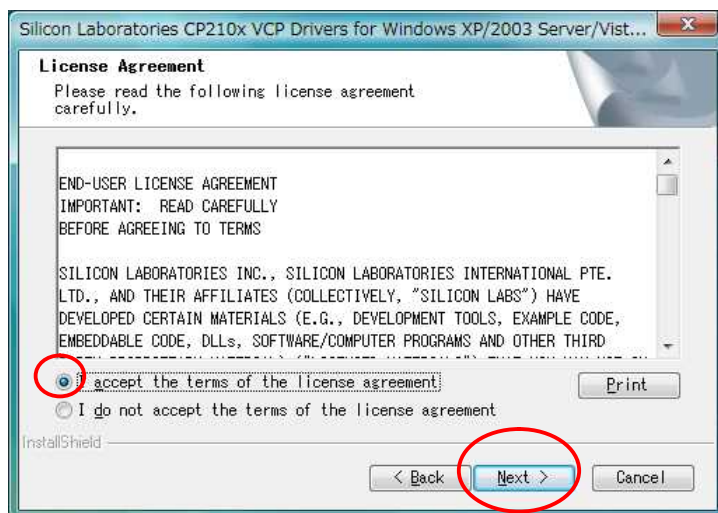 Silicon Laboratories CP210x VCP Drivers for Windows XP/2003 Server/Vist...
License Agreement
Please read the following license agreement
carefully.
END-USER LICENSE AGREEMENT
IMPORTANT: READ CAREFULLY
BEFORE AGREEING TO TERMS
SILICON LABORATORIES INC., SILICON LABORATORIES INTERNATIONAL PTE.
LTD., AND THEIR AFFILIATES (COLLECTIVELY, "SILICON LABS") HAVE
DEVELOPED CERTAIN MATERIALS (E.G., DEVELOPMENT TOOLS, EXAMPLE CODE,
EMBEDDABLE CODE, DLLs, SOFTWARE/COMPUTER PROGRAMS AND OTHER THIRD
I accept the terms of the license agreement
Print
I do not accept the terms of the license agreement
InstallShield
< Back
Next >
Cancel